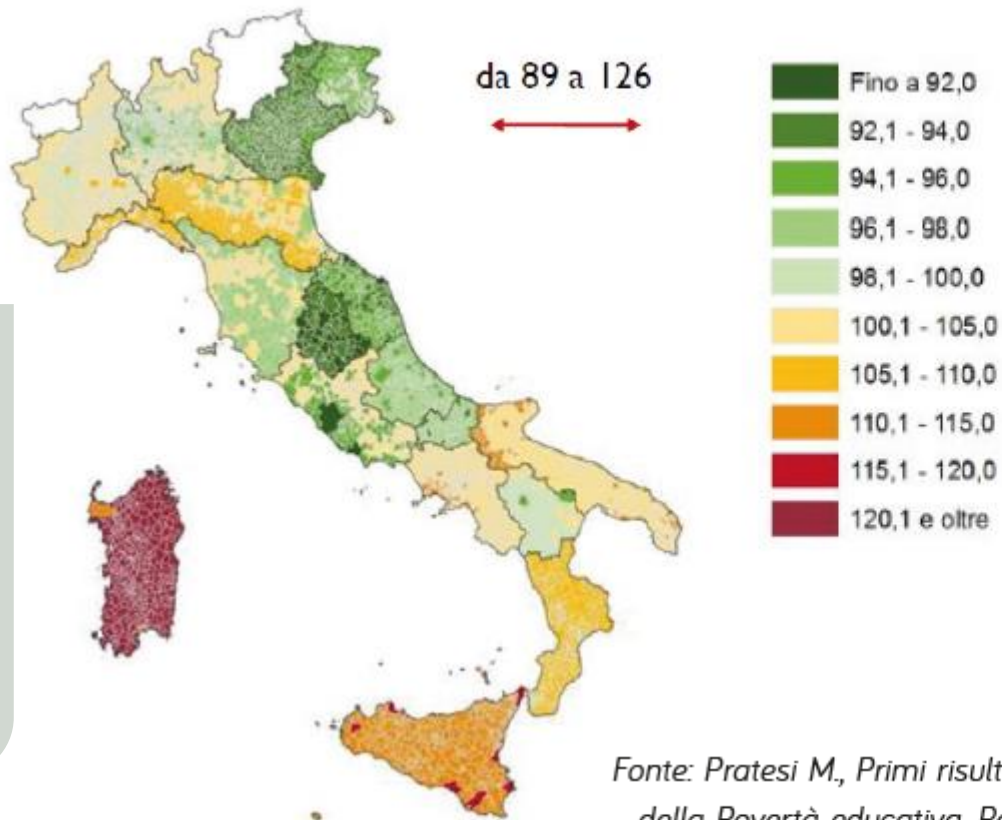 da 89 a 126
Fino a 92,0
92,1 - 94,0
94,1 - 96,0
96,1 - 98,0
98,1 - 100,0
100,1 - 105,0
105,1 - 110,0
110,1 - 115,0
115,1 - 120,0
120,1 e oltre
Fonte: Pratesi M., Primi risult
della Povertà educativa